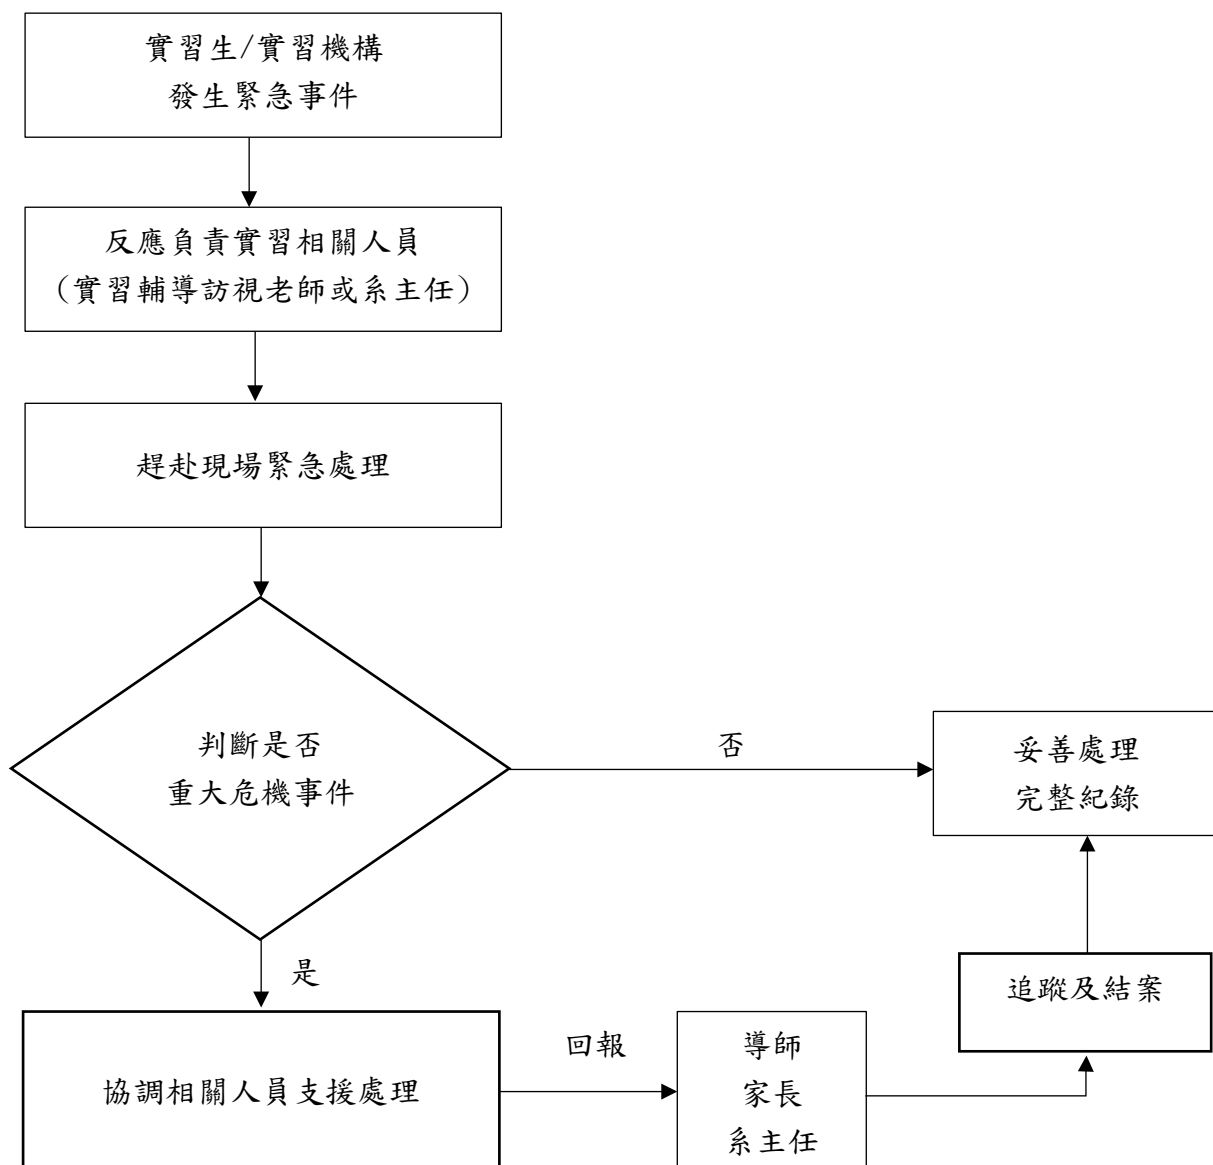 實習生/實習機構
發生緊急事件
反應負責實習相關人員
(實習輔導訪視老師或系主任)
趕赴現場緊急處理
判斷是否
重大危機事件
否
妥善處理
完整紀錄
是
追蹤及結案
協調相關人員支援處理
回報
導師
家長
系主任